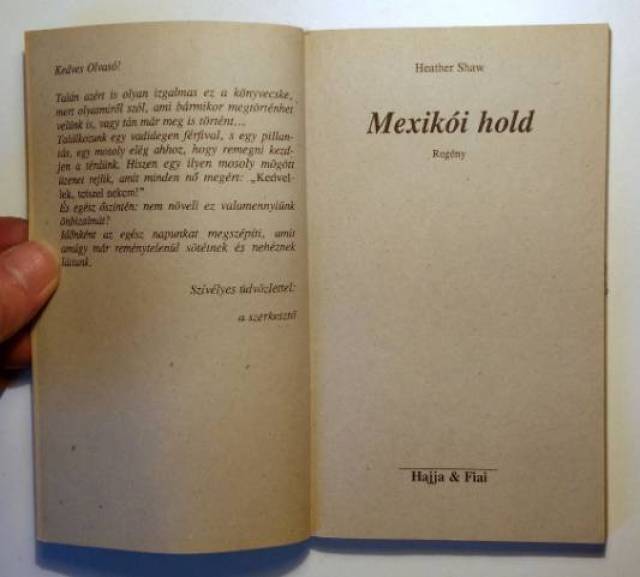 Kedves Olvasó!
Talán azért is olyan izgalmas ez a könyvecske,
mert olyasmiről szól, ami bármikor megtörténhet
velünk is, vagy tán már meg is történt...
Találkozunk egy vadidegen férfival, s egy pillan-
tás, egy mosoly elég ahhoz, hogy remegni kezd-
jen a térdünk. Hiszen egy ilyen mosoly mögött
üzenet rejlik, amit minden nő megért: „Kedvel-
lek, tetszel nekem!"
És egész őszintén: nem növeli ez valamennyiünk
önbizalmát?
Időnként az egész napunkat megszépíti, amit
amúgy már reménytelenül sötétnek és nehéznek
láttunk.
Szívélyes üdvözlettel:
a szerkesztő
Heather Shaw
Mexikói hold
Regény
Hajja & Fiai